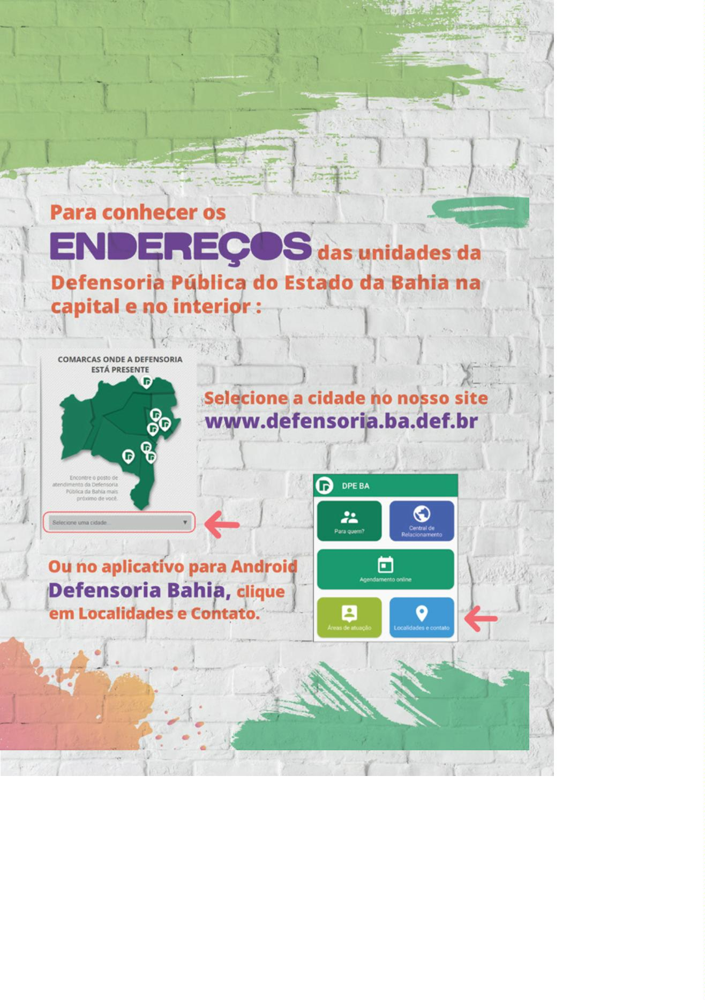 Para conhecer os
ENDEREÇOS das unidades da
Defensoria Pública do Estado da Bahia na
capital e no interior :
COMARCAS ONDE A DEFENSORIA
ESTÁ PRESENTE
Encontre o posto de
atendimento da Defensoria
Pública da Bahia mais
próximo de você.
Selecione uma cidade...
Selecione a cidade no nosso site
www.defensoria.ba.def.br
DPE BA
Para quem?
Central de
Relacionamento
Agendamento online
Áreas de atuação
Localidades e contato
Ou no aplicativo para Android
Defensoria Bahia, clique
em Localidades e Contato.